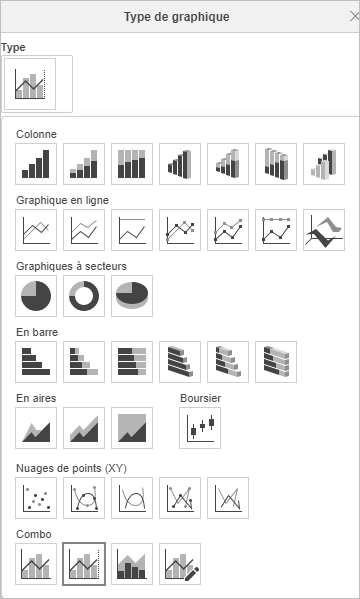 Type de graphique
Type
Colonne
Graphique en ligne
Graphiques à secteurs
En barre
En aires
Boursier
Nuages de points (XY)
Combo